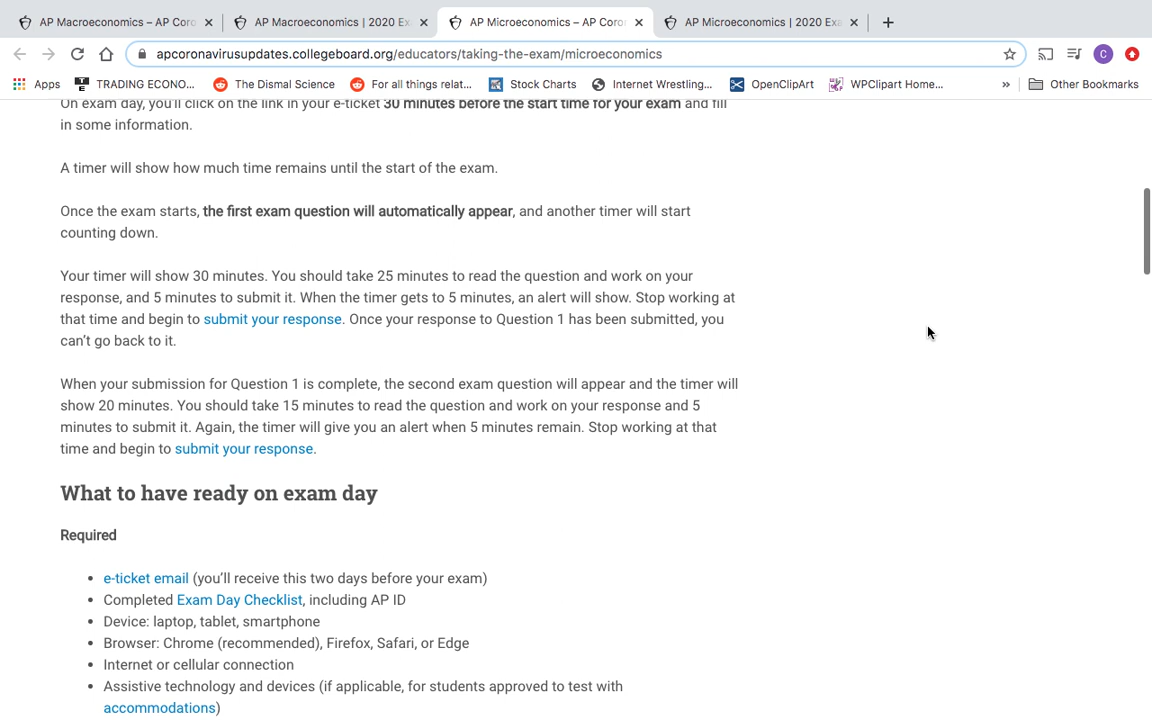 AP Macroeconomics – AP Coro
AP Macroeconomics | 2020 Ex
AP Microeconomics – AP Coro
AP Microeconomics | 2020 Exa
apcoronavirusupdates.collegeboard.org/educators/taking-the-exam/microeconomics
C
Apps
TRADING ECONO...
The Dismal Science
For all things relat...
Stock Charts
Internet Wrestling...
OpenClipArt
WPClipart Home...
»
Other Bookmarks
On exam day, you'll click on the link in your e-ticket 30 minutes before the start time for your exam and fill
in some information.
A timer will show how much time remains until the start of the exam.
Once the exam starts, the first exam question will automatically appear, and another timer will start
counting down.
Your timer will show 30 minutes. You should take 25 minutes to read the question and work on your
response, and 5 minutes to submit it. When the timer gets to 5 minutes, an alert will show. Stop working at
that time and begin to submit your response. Once your response to Question 1 has been submitted, you
can't go back to it.
When your submission for Question 1 is complete, the second exam question will appear and the timer will
show 20 minutes. You should take 15 minutes to read the question and work on your response and 5
minutes to submit it. Again, the timer will give you an alert when 5 minutes remain. Stop working at that
time and begin to submit your response.
What to have ready on exam day
Required
• e-ticket email (you'll receive this two days before your exam)
• Completed Exam Day Checklist, including AP ID
• Device: laptop, tablet, smartphone
• Browser: Chrome (recommended), Firefox, Safari, or Edge
• Internet or cellular connection
• Assistive technology and devices (if applicable, for students approved to test with
accommodations)